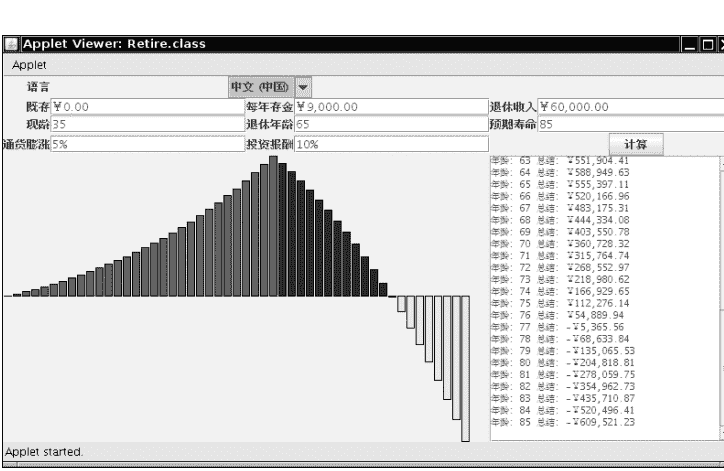 Applet Viewer: Retire.class
Applet
语言 中文 (中国)
既存 ￥0.00 每年存金 ￥9,000.00 退休收入 ￥60,000.00
现龄 35 退休年龄 65 预期寿命 85
通货膨涨 5% 投资报酬 10% 计算
年龄: 63 总结: ￥551,904.41
年龄: 64 总结: ￥588,949.63
年龄: 65 总结: ￥555,397.11
年龄: 66 总结: ￥520,166.96
年龄: 67 总结: ￥483,175.31
年龄: 68 总结: ￥444,334.08
年龄: 69 总结: ￥403,550.78
年龄: 70 总结: ￥360,728.32
年龄: 71 总结: ￥315,764.74
年龄: 72 总结: ￥268,552.97
年龄: 73 总结: ￥218,980.62
年龄: 74 总结: ￥166,929.65
年龄: 75 总结: ￥112,276.14
年龄: 76 总结: ￥54,889.94
年龄: 77 总结: -￥5,365.56
年龄: 78 总结: -￥68,633.84
年龄: 79 总结: -￥135,065.53
年龄: 80 总结: -￥204,818.81
年龄: 81 总结: -￥278,059.75
年龄: 82 总结: -￥354,962.73
年龄: 83 总结: -￥435,710.87
年龄: 84 总结: -￥520,496.41
年龄: 85 总结: -￥609,521.23
Applet started.